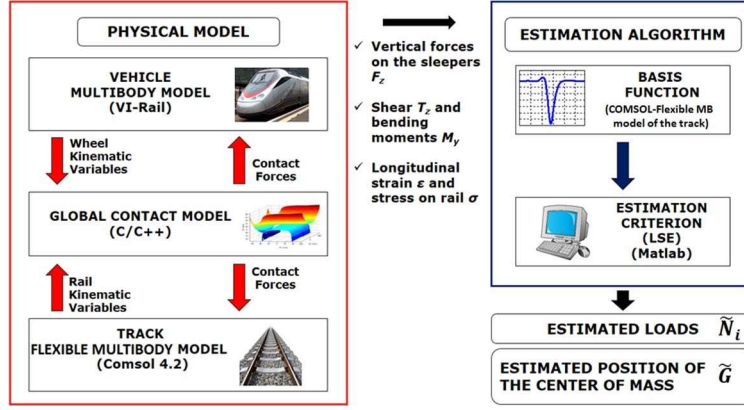 PHYSICAL MODEL
VEHICLE
MULTIBODY MODEL
(VI-Rail)
Wheel
Kinematic
Variables
Contact
Forces
GLOBAL CONTACT MODEL
(C/C++)
Rail
Kinematic
Variables
Contact
Forces
TRACK
FLEXIBLE MULTIBODY MODEL
(Comsol 4.2)
✓ Vertical forces
on the sleepers
F_z
✓ Shear T_z and
bending
moments M_y
✓ Longitudinal
strain ε and
stress on rail σ
ESTIMATION ALGORITHM
BASIS
FUNCTION
(COMSOL-Flexible MB
model of the track)
ESTIMATION
CRITERION
(LSE)
(Matlab)
ESTIMATED LOADS Ñ_i
ESTIMATED POSITION OF
THE CENTER OF MASS G̃